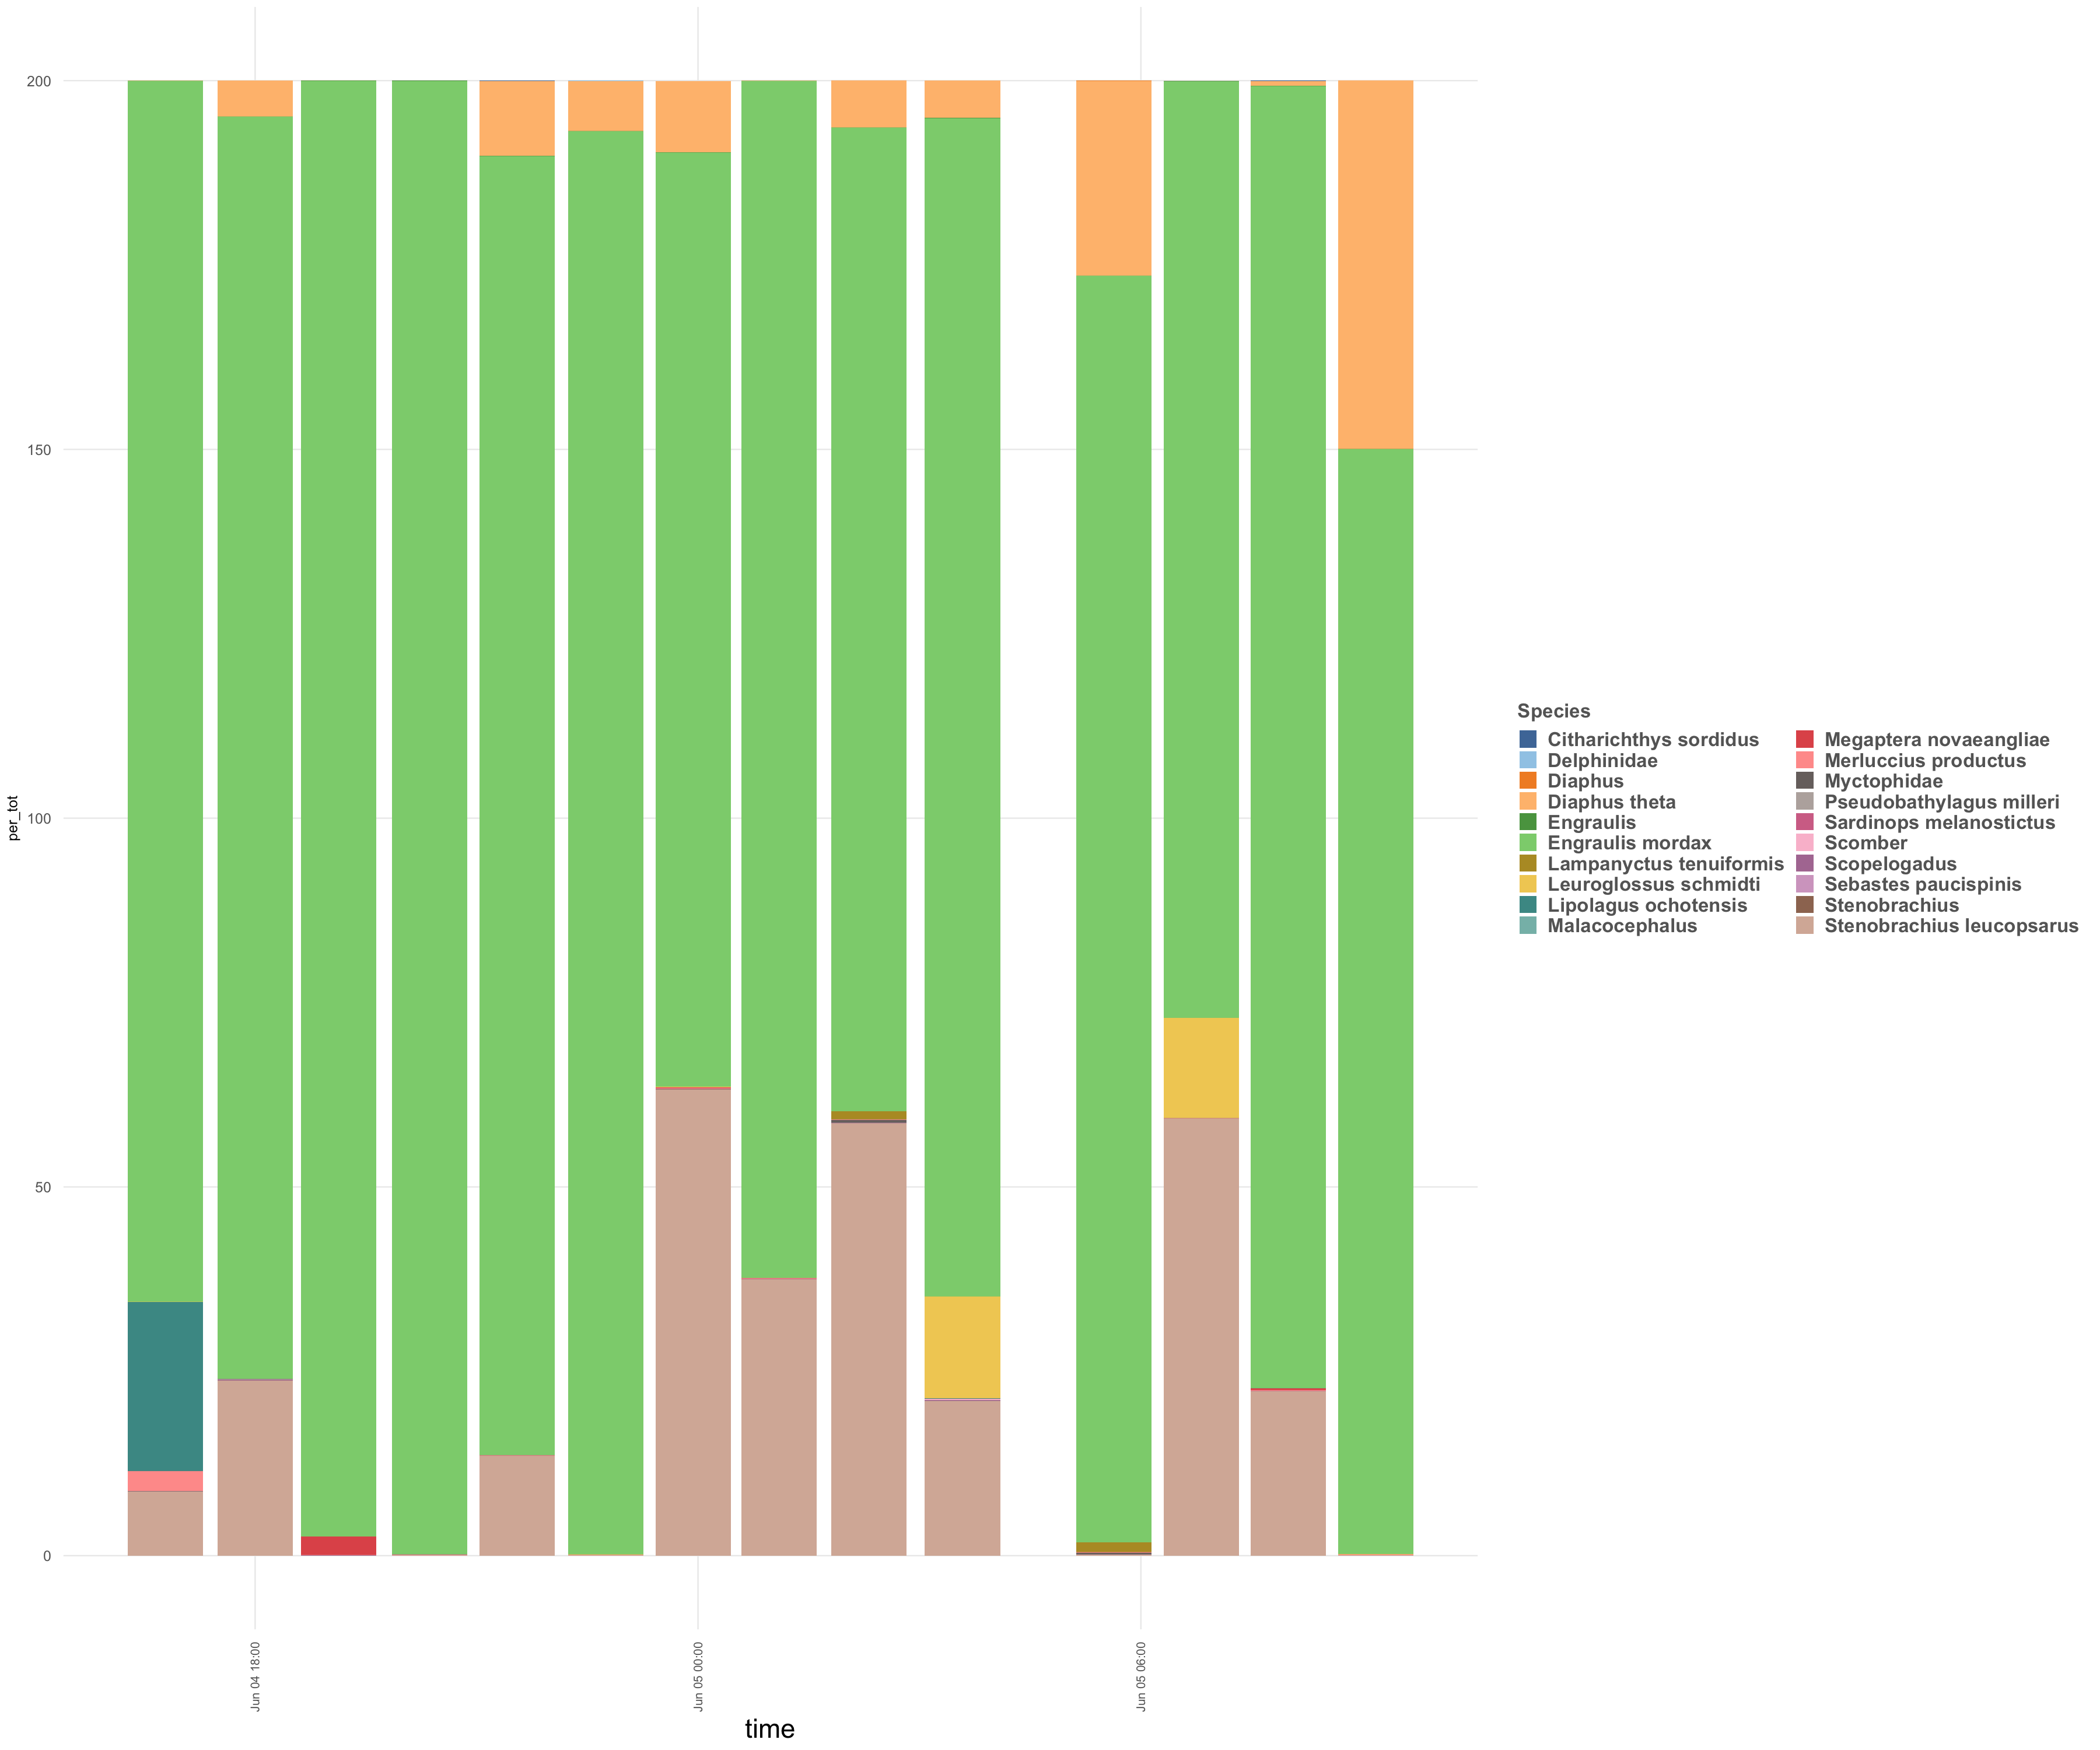 200
150
100
50
0
per_tot
Jun 04 18:00
Jun 05 00:00
Jun 05 06:00
time
Species
Citharichthys sordidus
Delphinidae
Diaphus
Diaphus theta
Engraulis
Engraulis mordax
Lampanyctus tenuiformis
Leuroglossus schmidti
Lipolagus ochotensis
Malacocephalus
Megaptera novaeangliae
Merluccius productus
Myctophidae
Pseudobathylagus milleri
Sardinops melanostictus
Scomber
Scopelogadus
Sebastes paucispinis
Stenobrachius
Stenobrachius leucopsarus